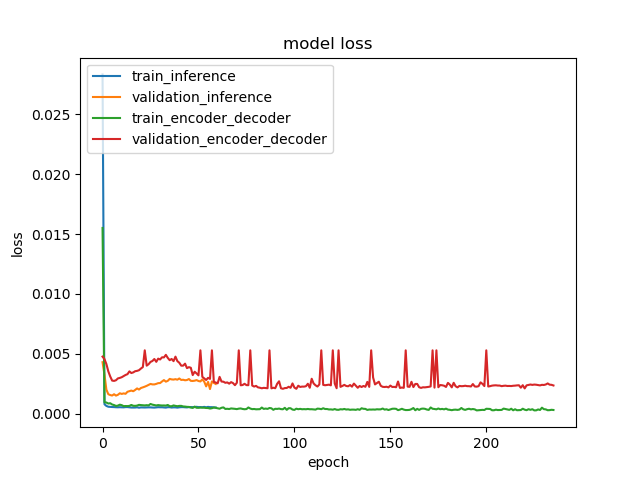 model loss
train_inference
validation_inference
train_encoder_decoder
validation_encoder_decoder
loss
0.025
0.020
0.015
0.010
0.005
0.000
0 50 100 150 200
epoch